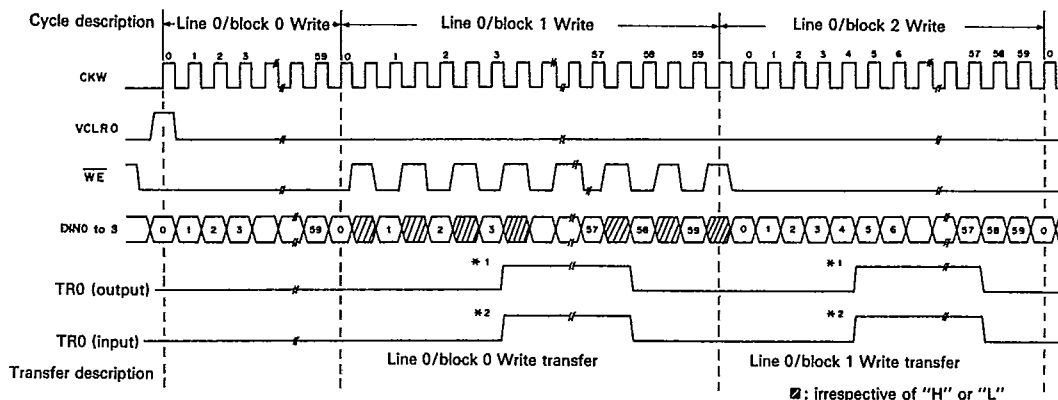 Cycle description Line 0/block 0 Write Line 0/block 1 Write Line 0/block 2 Write
0 1 2 3 59 0 1 2 3 57 58 59 0 1 2 3 4 5 6 57 58 59 0
CKW
VCLR0
WE
DIN0 to 3 0 1 2 3 59 0 1 2 3 57 58 59 0 1 2 3 4 5 6 57 58 59 0
*1 *1
TR0 (output)
*2 *2
TR0 (input)
Line 0/block 0 Write transfer Line 0/block 1 Write transfer
Transfer description
: irrespective of "H" or "L"